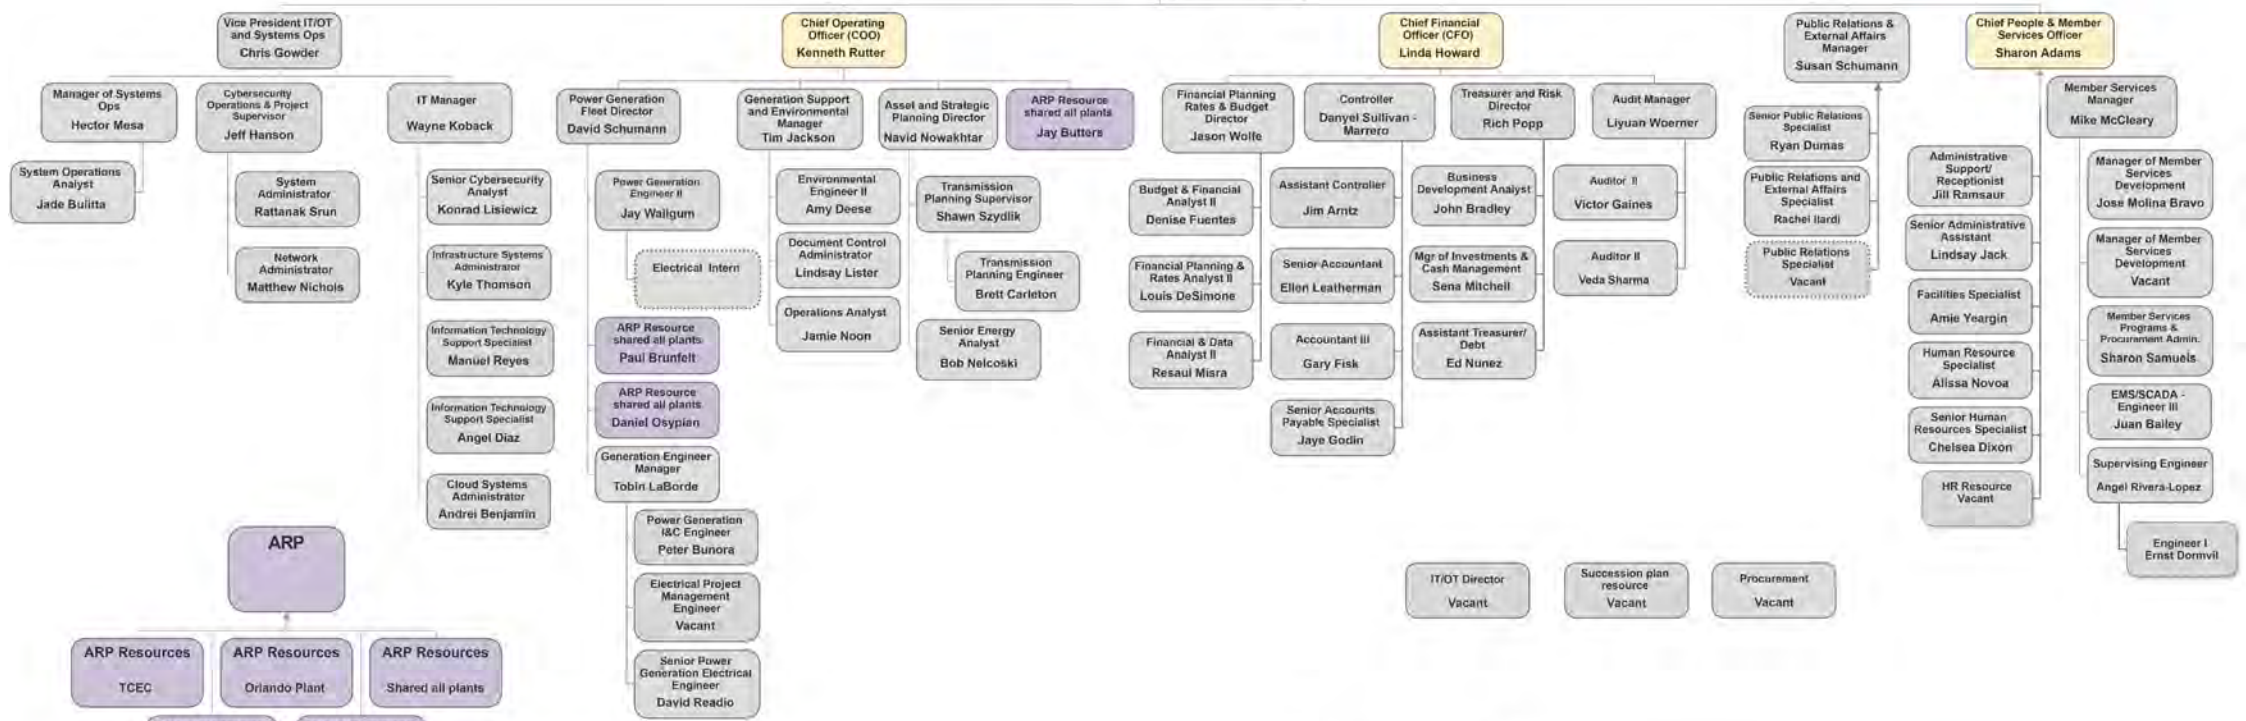 Vice President IT/OT
and Systems Ops
Chris Gowder
Manager of Systems
Ops
Hector Mesa
System Operations
Analyst
Jade Bulitta
Cybersecurity
Operations & Project
Supervisor
Jeff Hanson
System
Administrator
Rattanak Srun
Network
Administrator
Matthew Nichols
IT Manager
Wayne Koback
Senior Cybersecurity
Analyst
Konrad Lisiewicz
Infrastructure Systems
Administrator
Kyle Thomson
Information Technology
Support Specialist
Manuel Reyes
Information Technology
Support Specialist
Angel Diaz
Cloud Systems
Administrator
Andrei Benjamin
Chief Operating
Officer (COO)
Kenneth Rutter
Power Generation
Fleet Director
David Schumann
Power Generation
Engineer II
Jay Wallgum
Electrical Intern
ARP Resource
shared all plants
Paul Brunfelt
ARP Resource
shared all plants
Daniel Osypian
Generation Engineer
Manager
Tobin LaBorde
Power Generation
I&C Engineer
Peter Bunora
Electrical Project
Management
Engineer
Vacant
Senior Power
Generation Electrical
Engineer
David Readio
Generation Support
and Environmental
Manager
Tim Jackson
Environmental
Engineer II
Amy Deese
Document Control
Administrator
Lindsay Lister
Operations Analyst
Jamie Noon
Asset and Strategic
Planning Director
Navid Nowakhtar
Transmission
Planning Supervisor
Shawn Szydlik
Transmission
Planning Engineer
Brett Carleton
Senior Energy
Analyst
Bob Nelcoski
ARP Resource
shared all plants
Jay Butters
Chief Financial
Officer (CFO)
Linda Howard
Financial Planning
Rates & Budget
Director
Jason Wolfe
Budget & Financial
Analyst II
Denise Fuentes
Financial Planning &
Rates Analyst II
Louis DeSimone
Financial & Data
Analyst II
Resaul Misra
Controller
Danyel Sullivan -
Marrero
Assistant Controller
Jim Arntz
Senior Accountant
Ellen Leatherman
Accountant III
Gary Fisk
Senior Accounts
Payable Specialist
Jaye Godin
Treasurer and Risk
Director
Rich Popp
Business
Development Analyst
John Bradley
Mgr of Investments &
Cash Management
Sena Mitchell
Assistant Treasurer/
Debt
Ed Nunez
Audit Manager
Liyuan Woerner
Auditor II
Victor Gaines
Auditor II
Veda Sharma
Public Relations &
External Affairs
Manager
Susan Schumann
Senior Public Relations
Specialist
Ryan Dumas
Public Relations and
External Affairs
Specialist
Rachel Ilardi
Public Relations
Specialist
Vacant
Chief People & Member
Services Officer
Sharon Adams
Administrative
Support/
Receptionist
Jill Ramsaur
Senior Administrative
Assistant
Lindsay Jack
Facilities Specialist
Amie Yeargin
Human Resource
Specialist
Alissa Novoa
Senior Human
Resources Specialist
Chelsea Dixon
HR Resource
Vacant
Member Services
Manager
Mike McCleary
Manager of Member
Services
Development
Jose Molina Bravo
Manager of Member
Services
Development
Vacant
Member Services
Programs &
Procurement Admin.
Sharon Samuels
EMS/SCADA -
Engineer III
Juan Bailey
Supervising Engineer
Angel Rivera-Lopez
Engineer I
Ernst Dormvil
IT/OT Director
Vacant
Succession plan
resource
Vacant
Procurement
Vacant
ARP
ARP Resources
TCEC
ARP Resources
Orlando Plant
ARP Resources
Shared all plants